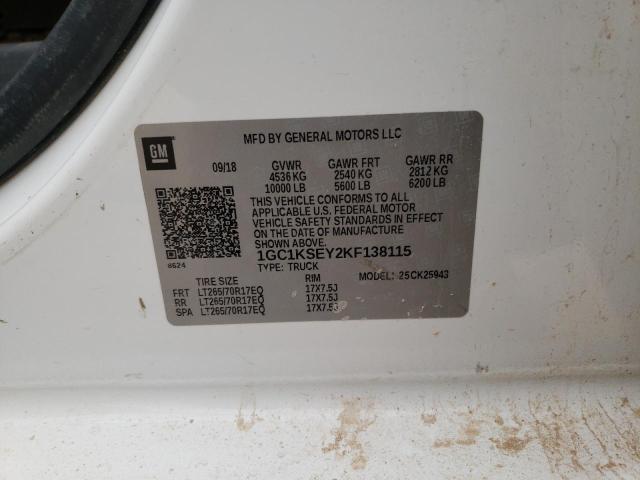 MFD BY GENERAL MOTORS LLC
GM
09/18
GVWR GAWR FRT GAWR RR
4536 KG 2540 KG 2812 KG
10000 LB 5600 LB 6200 LB
THIS VEHICLE CONFORMS TO ALL
APPLICABLE U.S. FEDERAL MOTOR
VEHICLE SAFETY STANDARDS IN EFFECT
ON THE DATE OF MANUFACTURE
SHOWN ABOVE.
1GC1KSEY2KF138115
8624
TYPE: TRUCK MODEL: 25CK25943
TIRE SIZE RIM
FRT LT265/70R17EQ 17X7.5J
RR LT265/70R17EQ 17X7.5J
SPA LT265/70R17EQ 17X7.5J